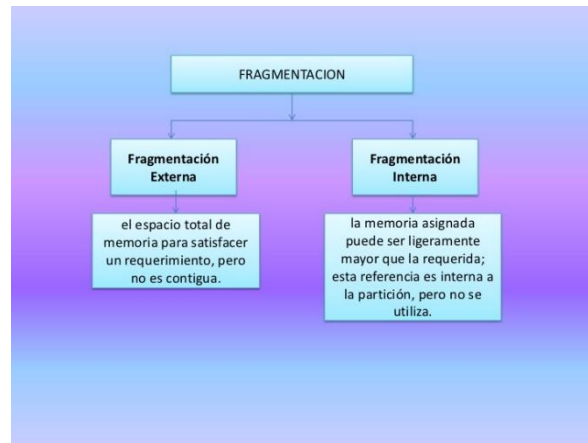 FRAGMENTACION
Fragmentación
Externa
el espacio total de
memoria para satisfacer
un requerimiento, pero
no es contigua.
Fragmentación
Interna
la memoria asignada
puede ser ligeramente
mayor que la requerida;
esta referencia es interna a
la partición, pero no se
utiliza.